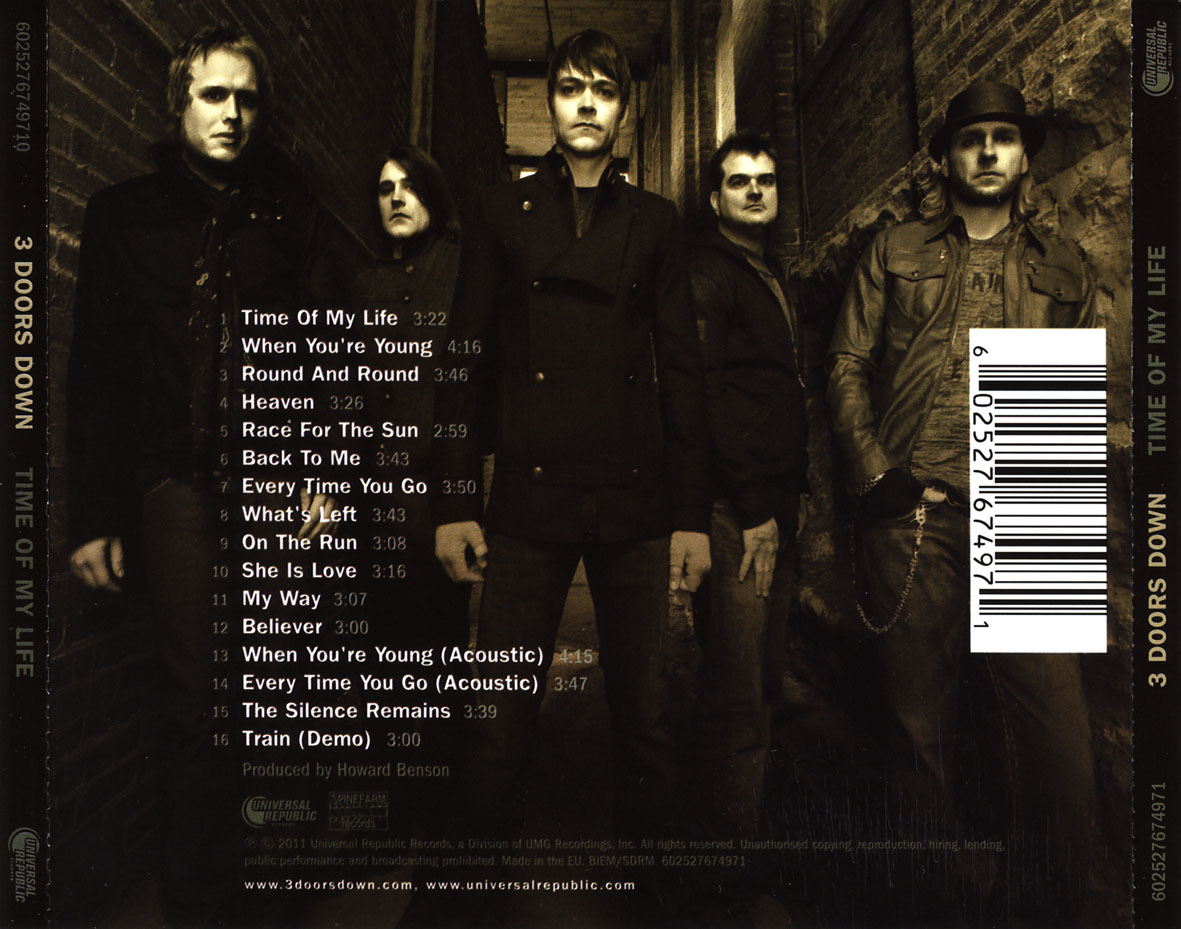 602527674971 0
3 DOORS DOWN TIME OF MY LIFE
UNIVERSAL REPUBLIC RECORDS
1 Time Of My Life 3:22
2 When You're Young 4:16
3 Round And Round 3:46
4 Heaven 3:26
5 Race For The Sun 2:59
6 Back To Me 3:43
7 Every Time You Go 3:50
8 What's Left 3:43
9 On The Run 3:08
10 She Is Love 3:16
11 My Way 3:07
12 Believer 3:00
13 When You're Young (Acoustic) 4:15
14 Every Time You Go (Acoustic) 3:47
15 The Silence Remains 3:39
16 Train (Demo) 3:00
Produced by Howard Benson
UNIVERSAL REPUBLIC RECORDS
SPINEFARM records
℗ © 2011 Universal Republic Records, a Division of UMG Recordings, Inc. All rights reserved. Unauthorised copying, reproduction, hiring, lending,
public performance and broadcasting prohibited. Made in the EU. BIEM/SDRM. 602527674971
www.3doorsdown.com, www.universalrepublic.com
6 02527 67497 1
UNIVERSAL REPUBLIC RECORDS
3 DOORS DOWN TIME OF MY LIFE
602527674971